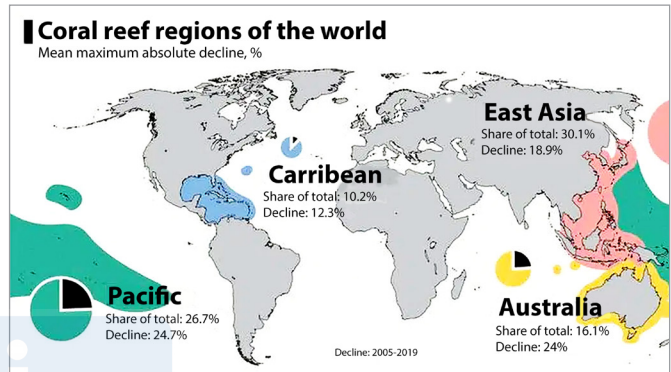 Coral reef regions of the world
Mean maximum absolute decline, %
East Asia
Share of total: 30.1%
Decline: 18.9%
Carribean
Share of total: 10.2%
Decline: 12.3%
Pacific
Share of total: 26.7%
Decline: 24.7%
Australia
Share of total: 16.1%
Decline: 24%
Decline: 2005-2019